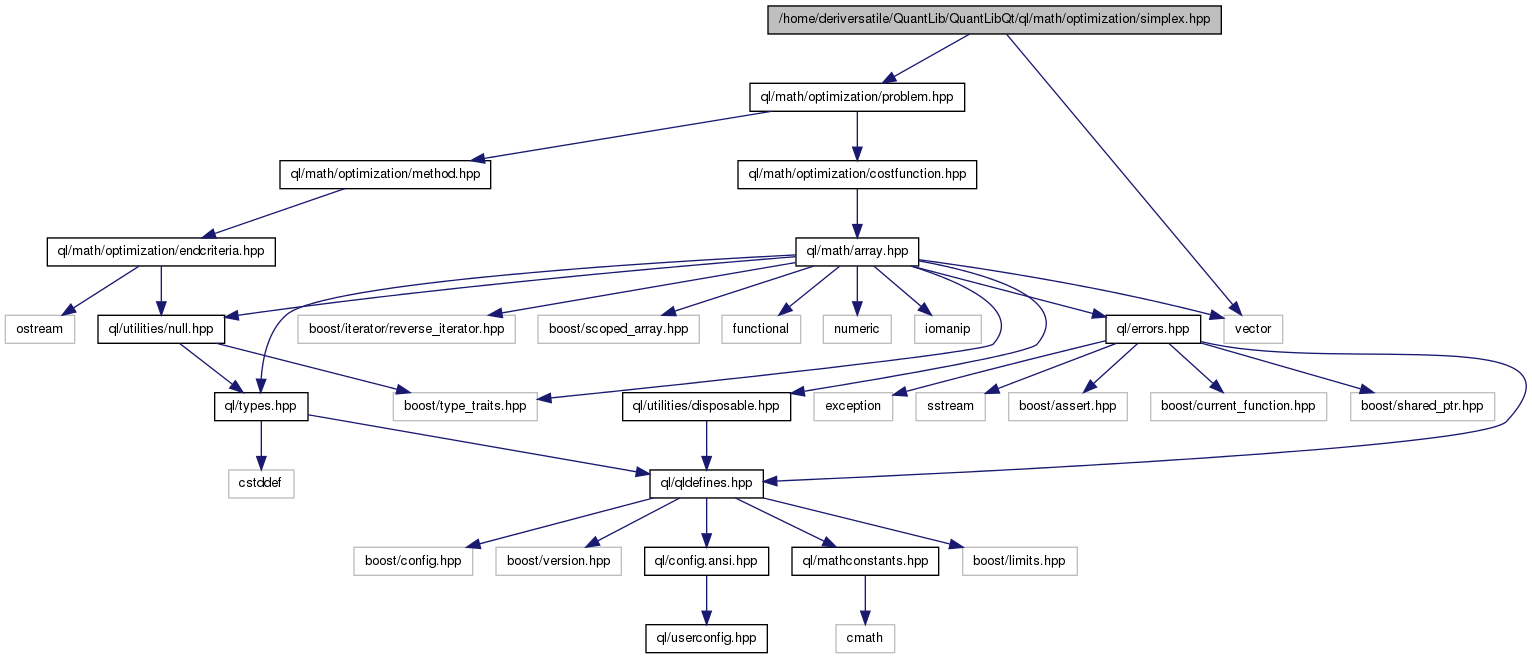 /home/deriversatile/QuantLib/QuantLibQt/ql/math/optimization/simplex.hpp
ql/math/optimization/problem.hpp
ql/math/optimization/method.hpp
ql/math/optimization/costfunction.hpp
ql/math/optimization/endcriteria.hpp
ql/math/array.hpp
ostream
ql/utilities/null.hpp
boost/iterator/reverse_iterator.hpp
boost/scoped_array.hpp
functional
numeric
iomanip
ql/errors.hpp
vector
ql/types.hpp
boost/type_traits.hpp
ql/utilities/disposable.hpp
exception
sstream
boost/assert.hpp
boost/current_function.hpp
boost/shared_ptr.hpp
cstddef
ql/qldefines.hpp
boost/config.hpp
boost/version.hpp
ql/config.ansi.hpp
ql/mathconstants.hpp
boost/limits.hpp
ql/userconfig.hpp
cmath